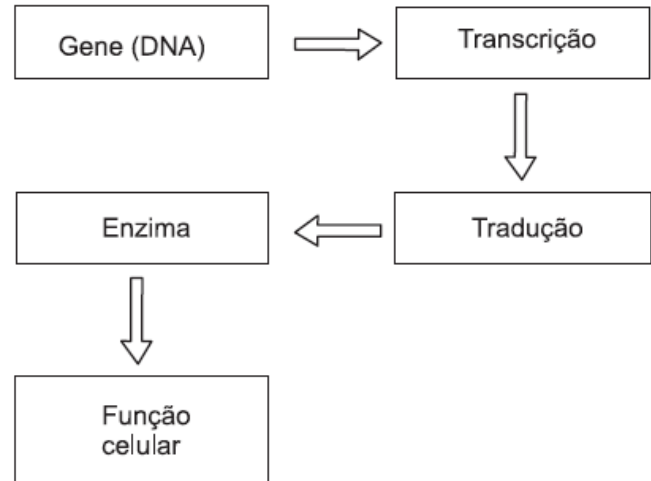 Gene (DNA)
Transcrição
Enzima
Tradução
Função
celular